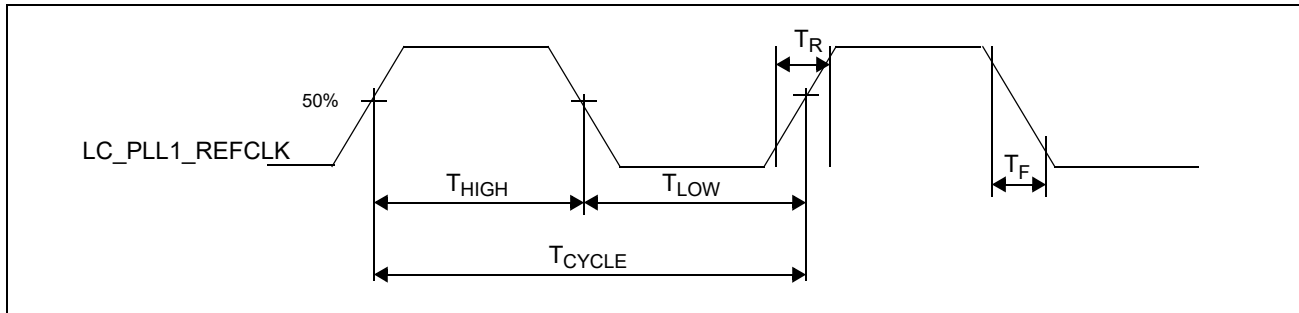 T_R
50%
LC_PLL1_REFCLK
T_HIGH T_LOW T_F
T_CYCLE